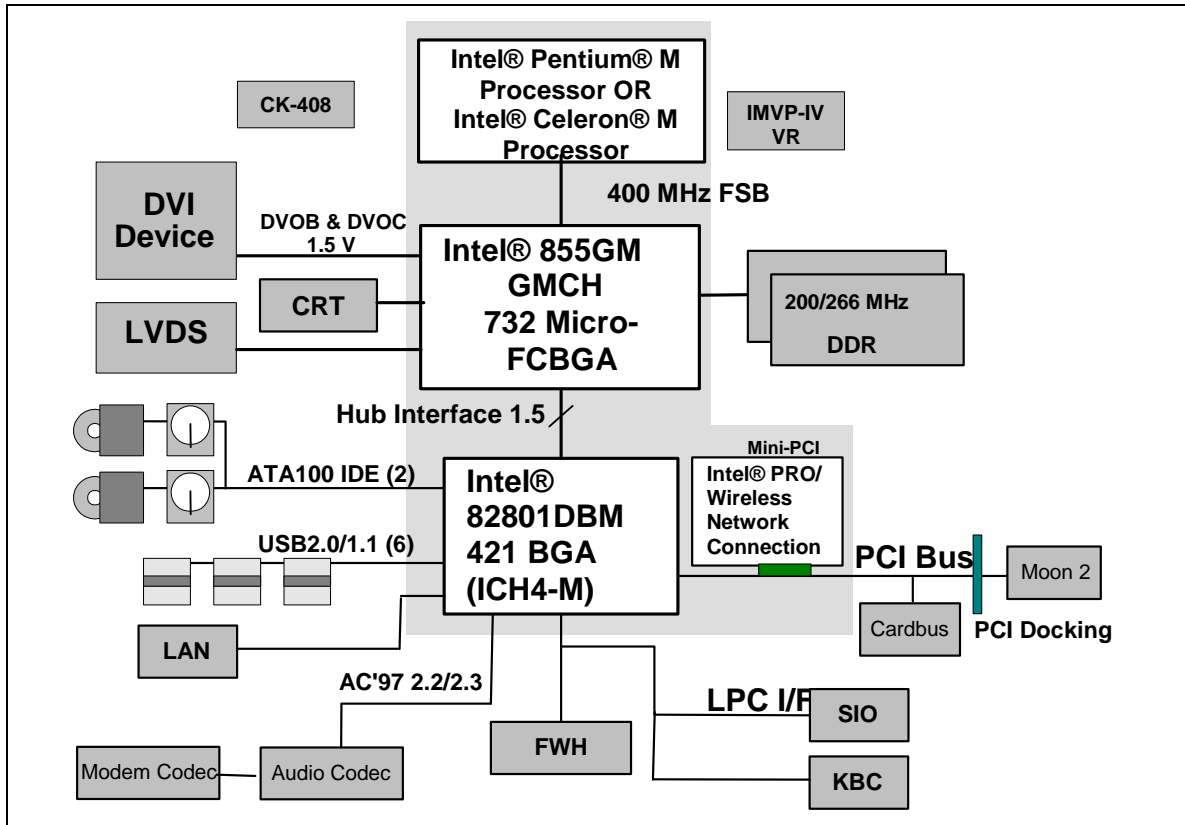 Intel® Pentium® M
Processor OR
Intel® Celeron® M
Processor
CK-408
IMVP-IV
VR
400 MHz FSB
DVI
Device
DVOB & DVOC
1.5 V
Intel® 855GM
GMCH
732 Micro-
FCBGA
CRT
LVDS
200/266 MHz
DDR
Hub Interface 1.5
Mini-PCI
Intel® PRO/
Wireless
Network
Connection
ATA100 IDE (2)
Intel®
82801DBM
421 BGA
(ICH4-M)
USB2.0/1.1 (6)
PCI Bus
Moon 2
Cardbus
PCI Docking
LAN
AC'97 2.2/2.3
LPC I/F
SIO
FWH
Modem Codec
Audio Codec
KBC